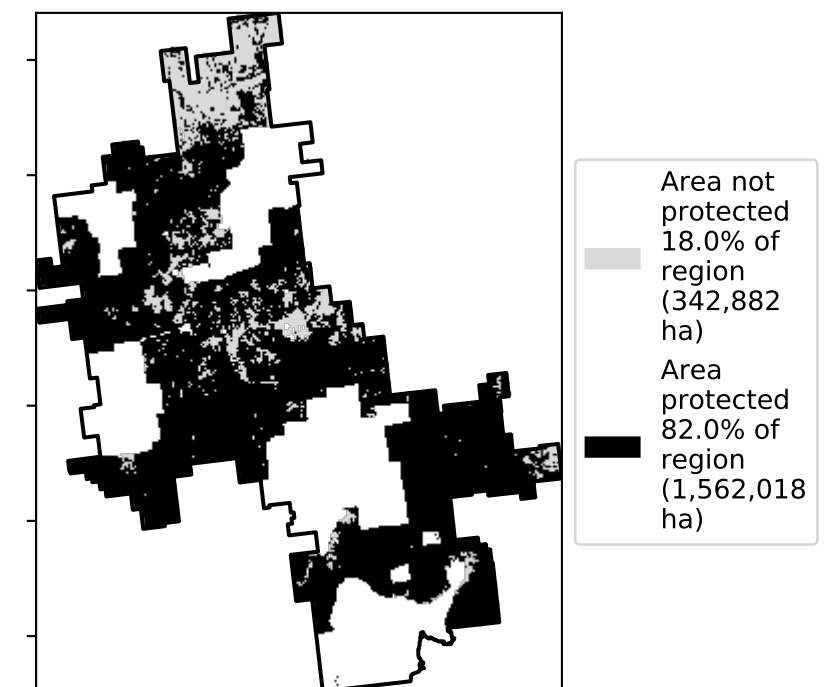 Area not
protected
18.0% of
region
(342,882
ha)
Area
protected
82.0% of
region
(1,562,018
ha)